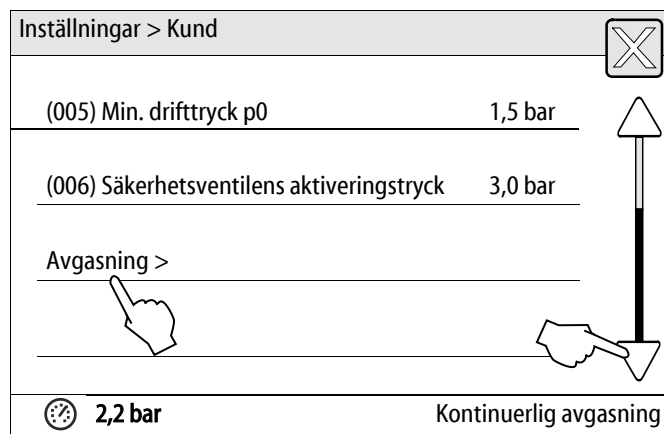 Inställningar > Kund
X
(005) Min. drifttryck p0 1,5 bar
(006) Säkerhetsventilens aktiveringstryck 3,0 bar
Avgasning >
2,2 bar Kontinuerlig avgasning